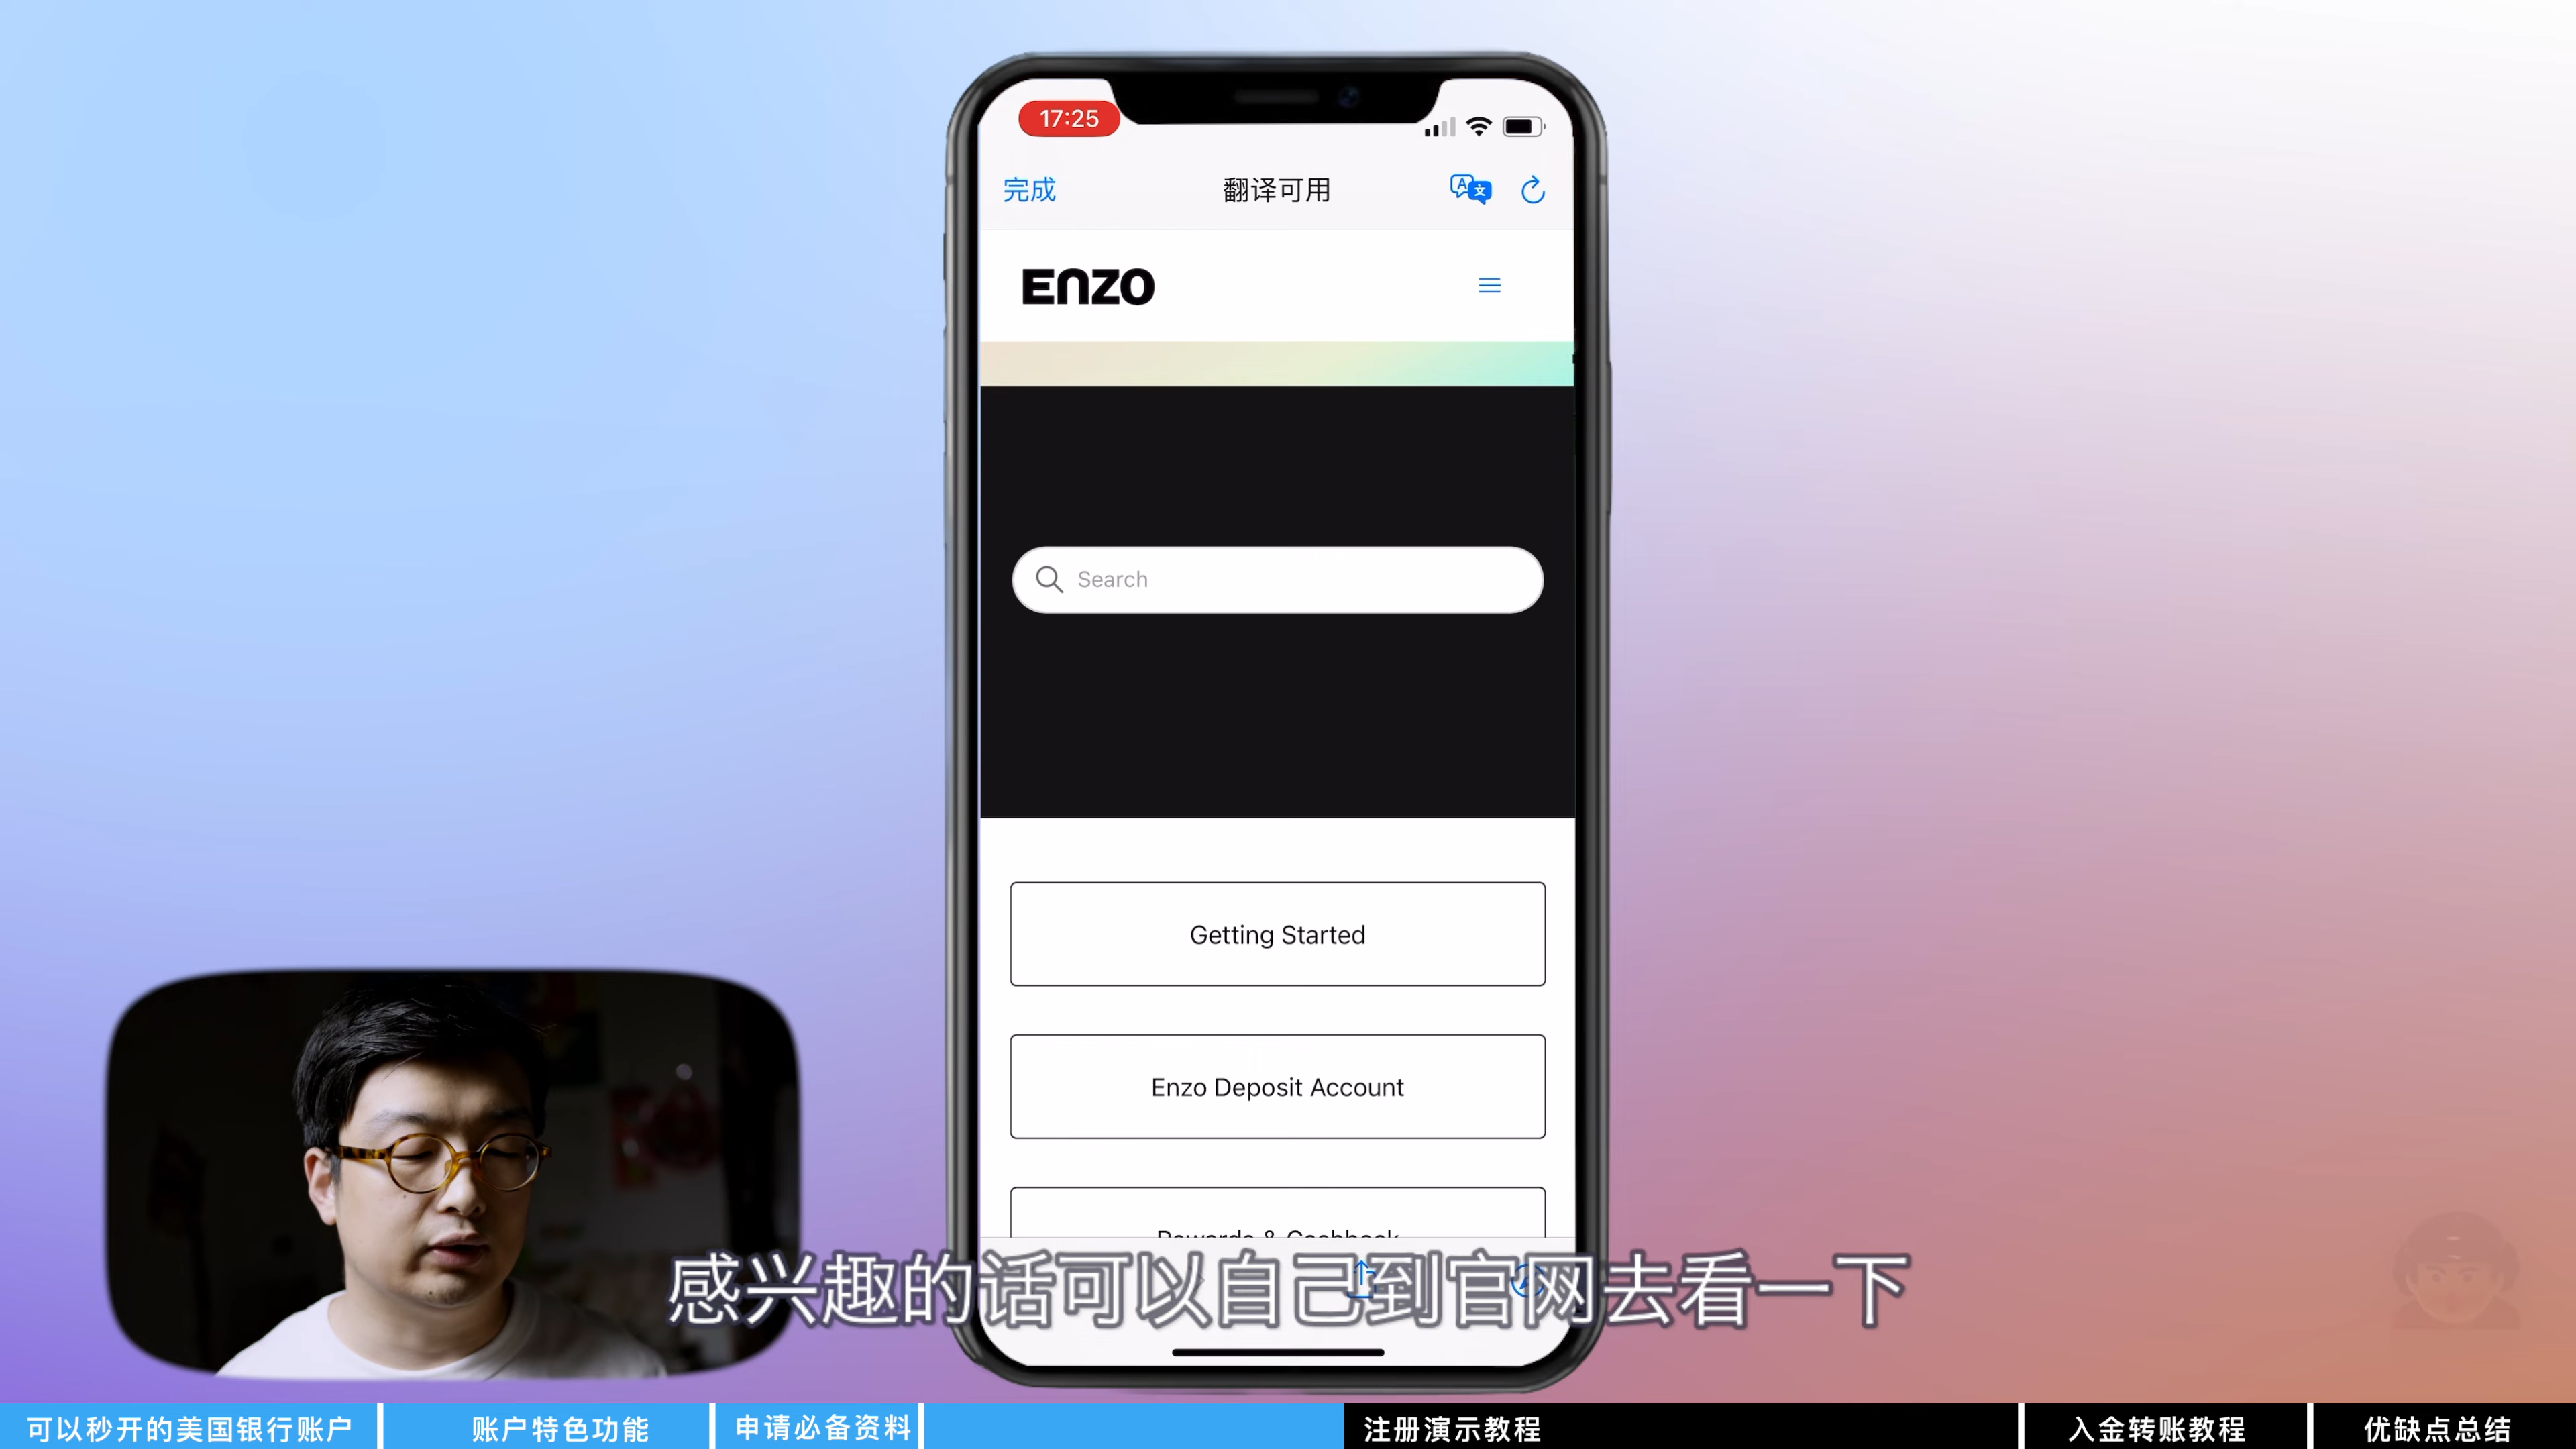 17:25
完成
翻译可用
ENZO
Search
Getting Started
Enzo Deposit Account
Rewards & Cashback
感兴趣的话可以自己到官网去看一下
可以秒开的美国银行账户
账户特色功能
申请必备资料
注册演示教程
入金转账教程
优缺点总结